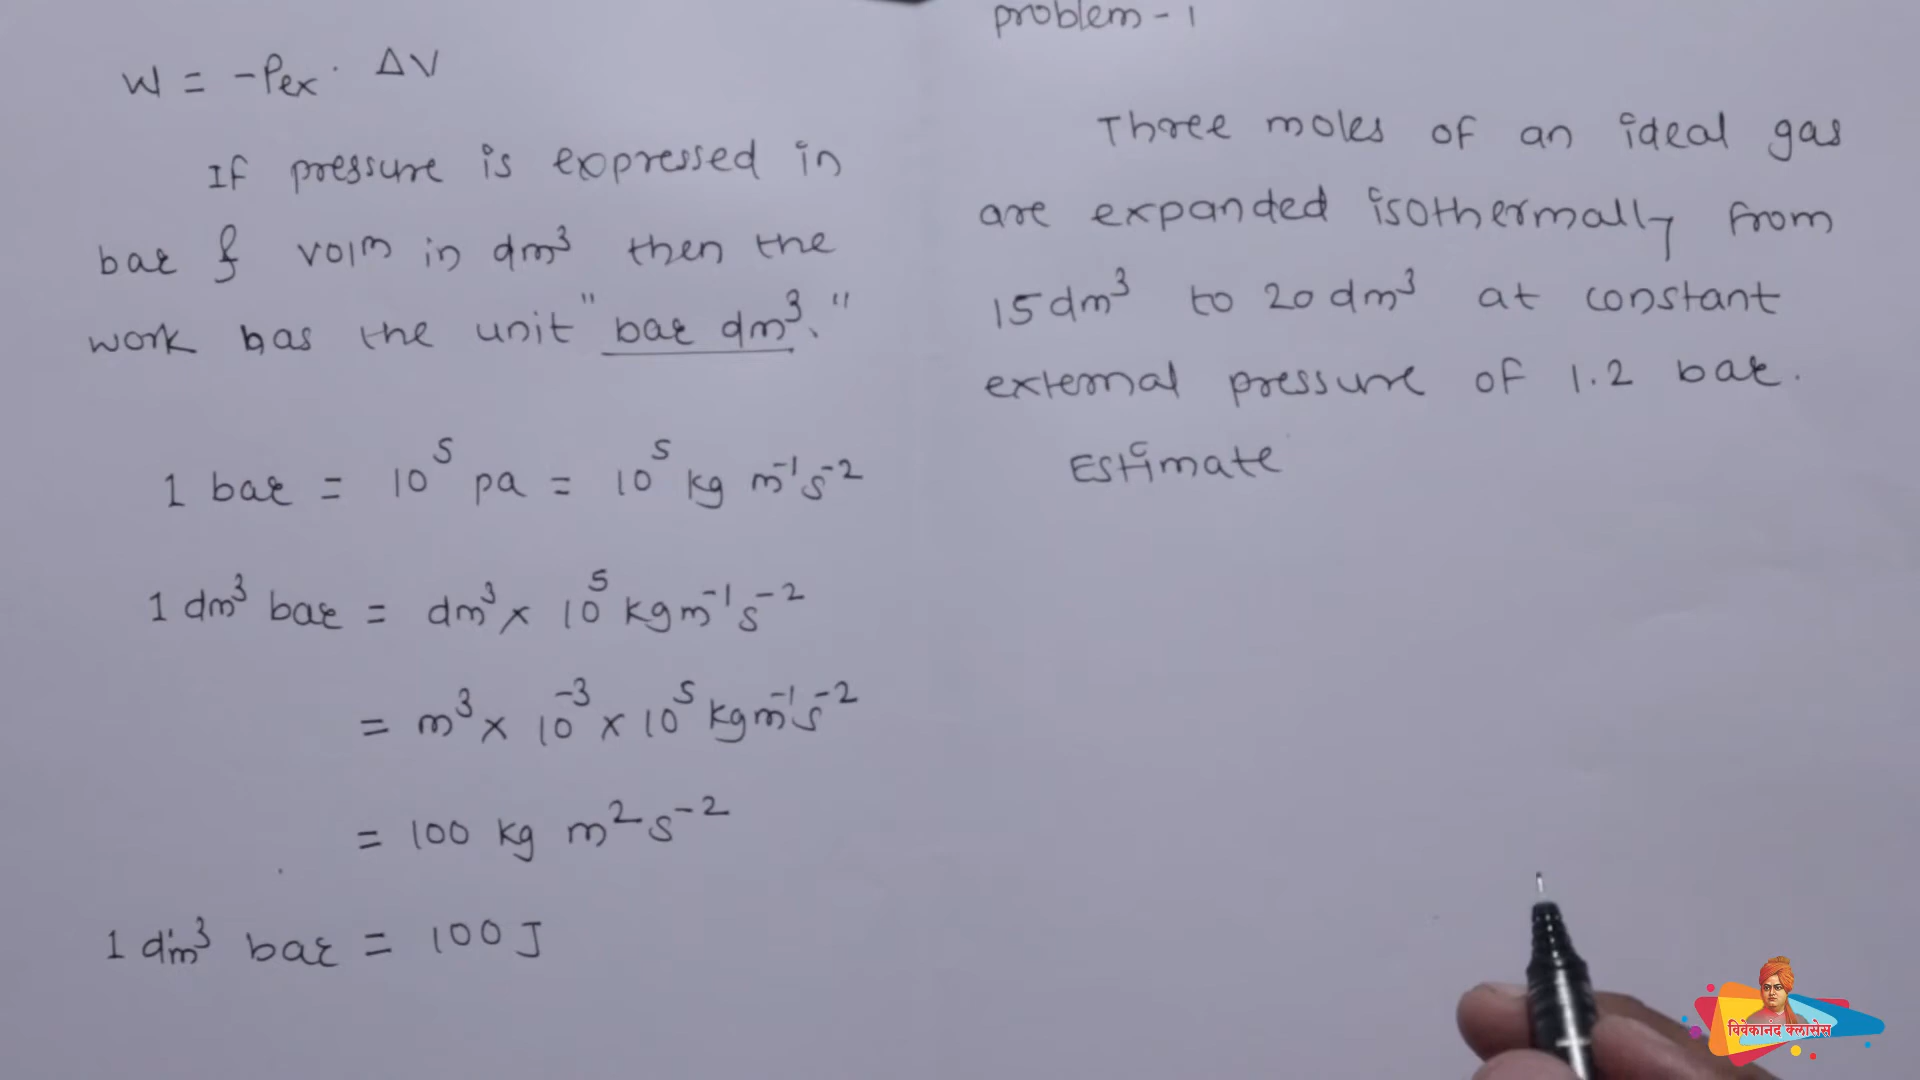 W = -Pex · ΔV
If pressure is expressed in
bar & volm in dm³ then the
work has the unit "bar dm³."
1 bar = 10⁵ pa = 10⁵ kg m⁻¹s⁻²
1 dm³ bar = dm³ × 10⁵ kg m⁻¹s⁻²
= m³ × 10⁻³ × 10⁵ kg m⁻¹s⁻²
= 100 kg m² s⁻²
1 dm³ bar = 100 J
problem - 1
Three moles of an ideal gas
are expanded isothermally from
15 dm³ to 20 dm³ at constant
external pressure of 1.2 bar.
Estimate
विवेकानंद क्लासेस